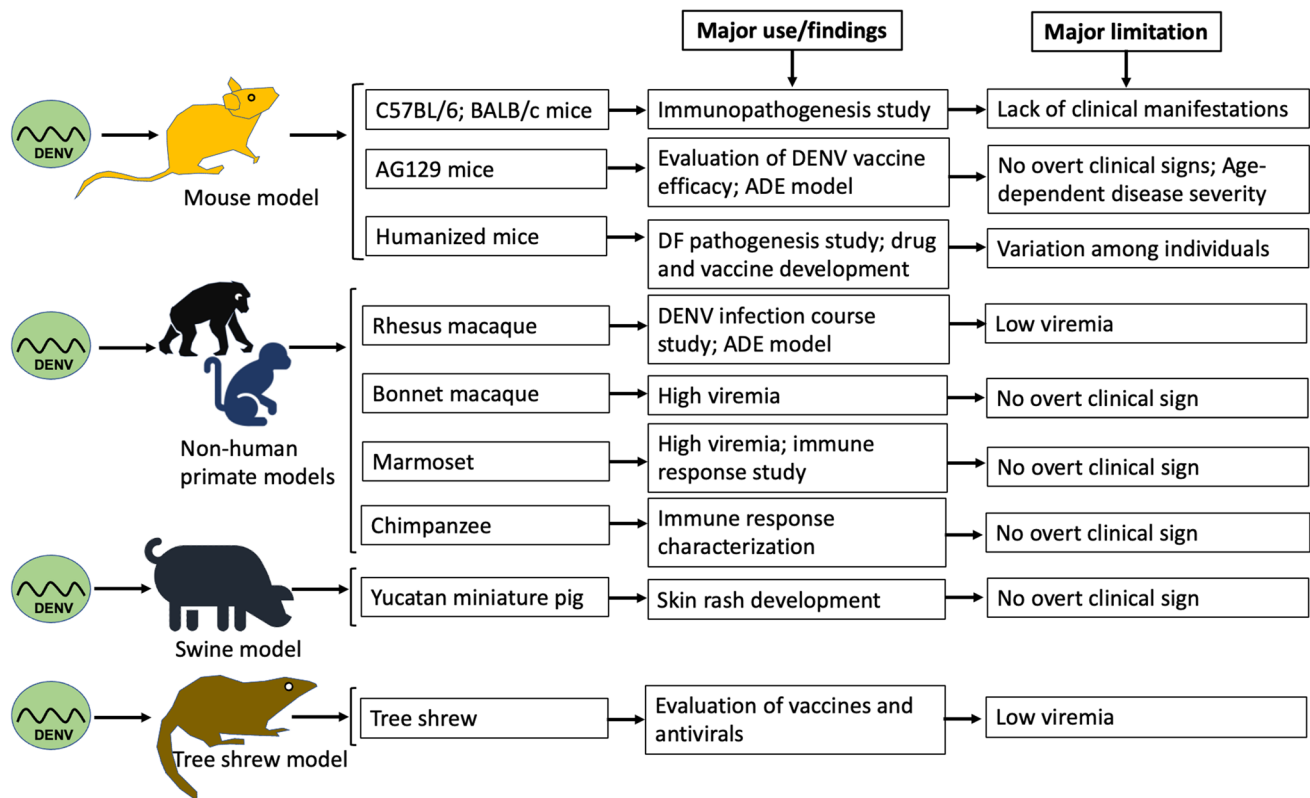 Major use/findings
Major limitation
DENV
Mouse model
C57BL/6; BALB/c mice
Immunopathogenesis study
Lack of clinical manifestations
AG129 mice
Evaluation of DENV vaccine
efficacy; ADE model
No overt clinical signs; Age-
dependent disease severity
Humanized mice
DF pathogenesis study; drug
and vaccine development
Variation among individuals
DENV
Non-human
primate models
Rhesus macaque
DENV infection course
study; ADE model
Low viremia
Bonnet macaque
High viremia
No overt clinical sign
Marmoset
High viremia; immune
response study
No overt clinical sign
Chimpanzee
Immune response
characterization
No overt clinical sign
DENV
Swine model
Yucatan miniature pig
Skin rash development
No overt clinical sign
DENV
Tree shrew model
Tree shrew
Evaluation of vaccines and
antivirals
Low viremia